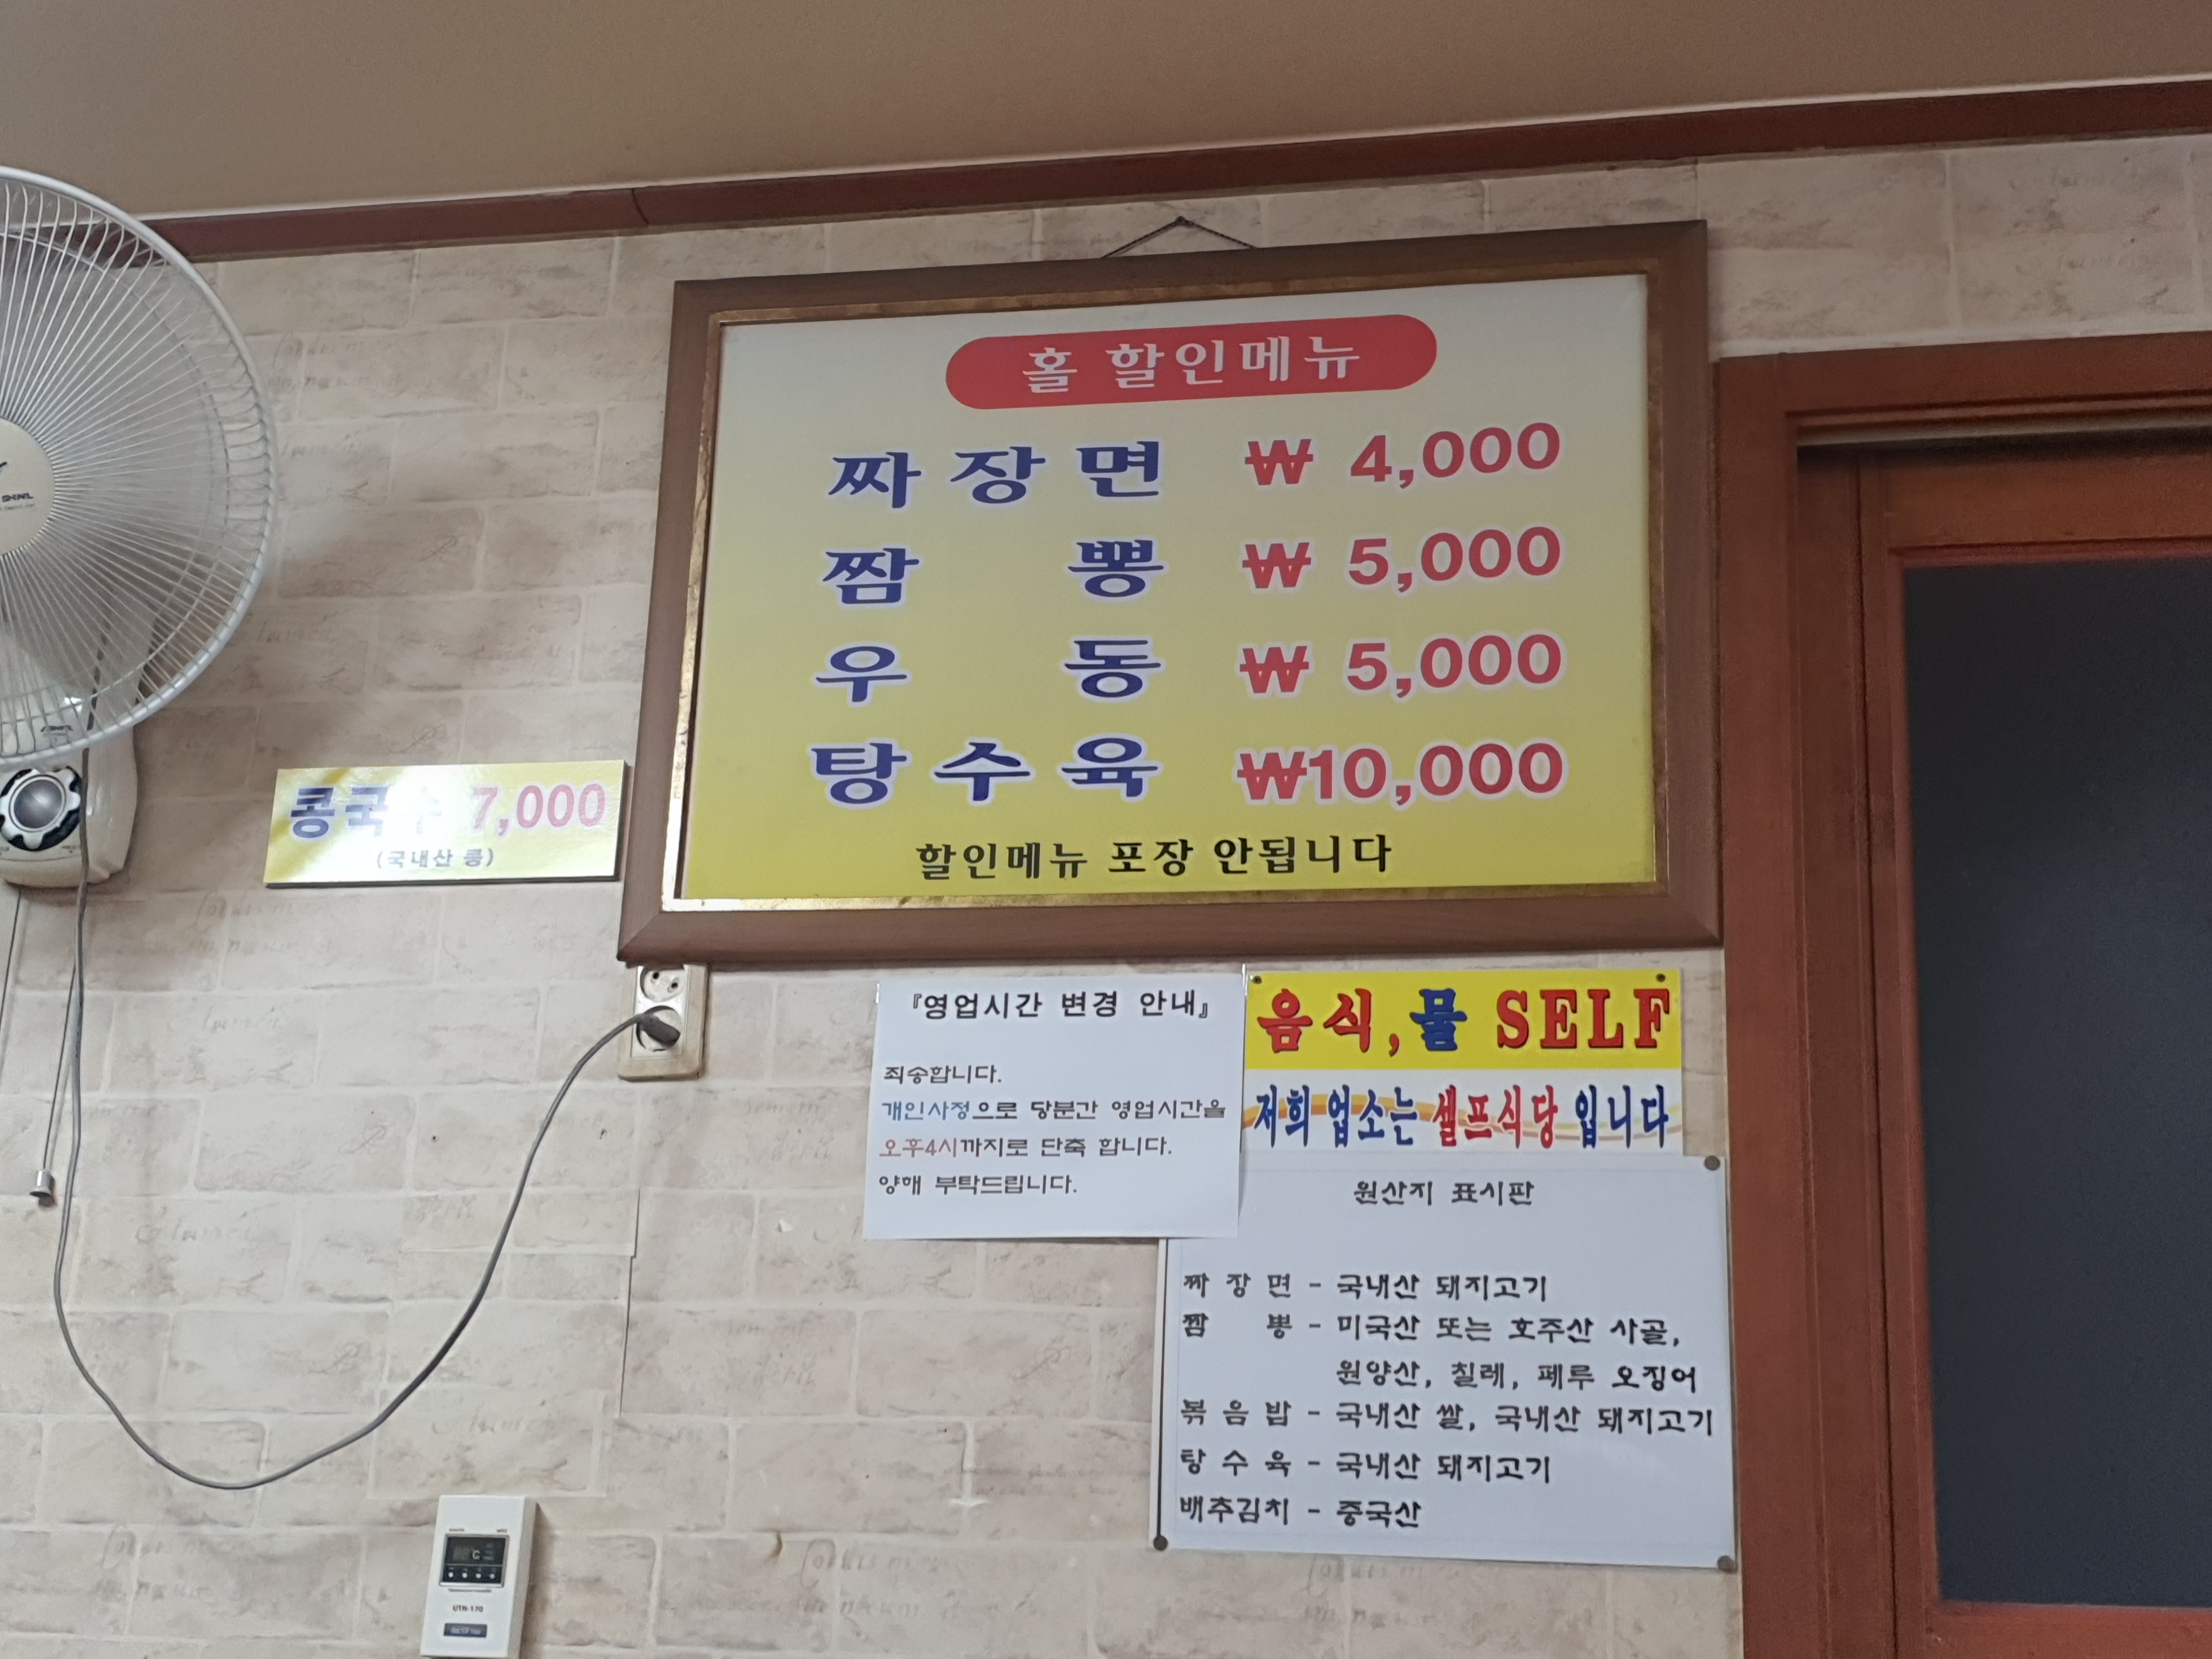 홀 할인메뉴
짜장면 ₩ 4,000
짬뽕 ₩ 5,000
우동 ₩ 5,000
탕수육 ₩10,000
할인메뉴 포장 안됩니다
7,000
(국내산 콩)
SHINIL
『영업시간 변경 안내』
죄송합니다.
개인사정으로 당분간 영업시간을
오후4시까지로 단축 합니다.
양해 부탁드립니다.
음식,물 SELF
저희 업소는 셀프식당 입니다
원산지 표시판
짜장면 - 국내산 돼지고기
짬뽕 - 미국산 또는 호주산 사골,
원양산, 칠레, 페루 오징어
볶음밥 - 국내산 쌀, 국내산 돼지고기
탕수육 - 국내산 돼지고기
배추김치 - 중국산
UTH-170